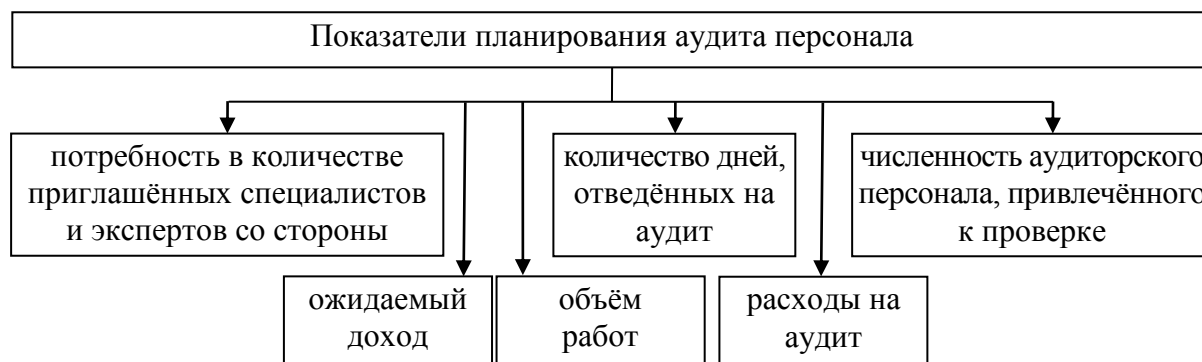 Показатели планирования аудита персонала
потребность в количестве
приглашённых специалистов
и экспертов со стороны
количество дней,
отведённых на
аудит
численность аудиторского
персонала, привлечённого
к проверке
ожидаемый
доход
объём
работ
расходы на
аудит